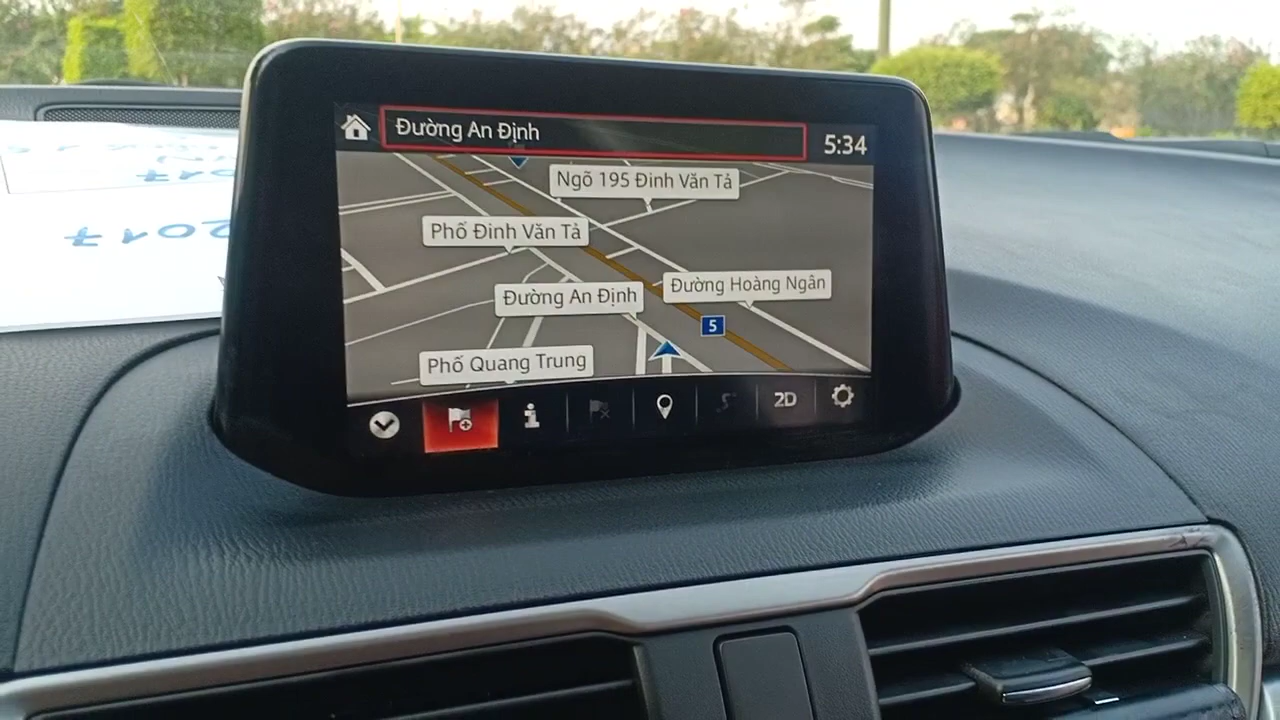 Đường An Định
5:34
Ngõ 195 Đinh Văn Tả
Phố Đinh Văn Tả
Đường Hoàng Ngân
Đường An Định
5
Phố Quang Trung
2D
2017